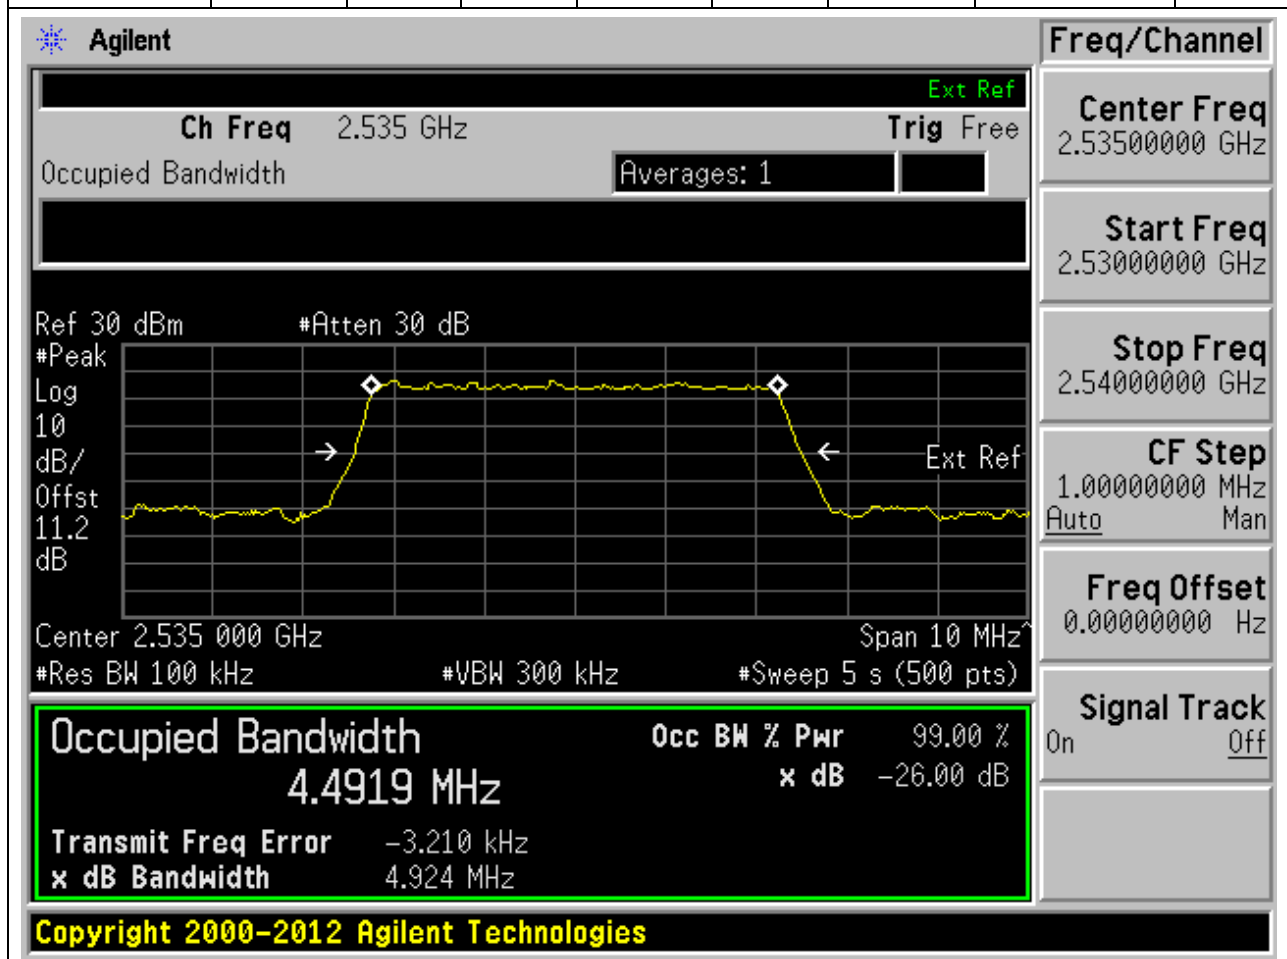 Agilent
Freq/Channel
Ext Ref
Ch Freq 2.535 GHz Trig Free
Occupied Bandwidth Averages: 1
Center Freq
2.53500000 GHz
Start Freq
2.53000000 GHz
Stop Freq
2.54000000 GHz
CF Step
1.00000000 MHz
Auto Man
Freq Offset
0.00000000 Hz
Signal Track
On Off
Ref 30 dBm #Atten 30 dB
#Peak
Log
10
dB/
Offst
11.2
dB
Ext Ref
Center 2.535 000 GHz Span 10 MHz^
#Res BW 100 kHz #VBW 300 kHz #Sweep 5 s (500 pts)
Occupied Bandwidth Occ BW % Pwr 99.00 %
4.4919 MHz x dB -26.00 dB
Transmit Freq Error -3.210 kHz
x dB Bandwidth 4.924 MHz
Copyright 2000-2012 Agilent Technologies